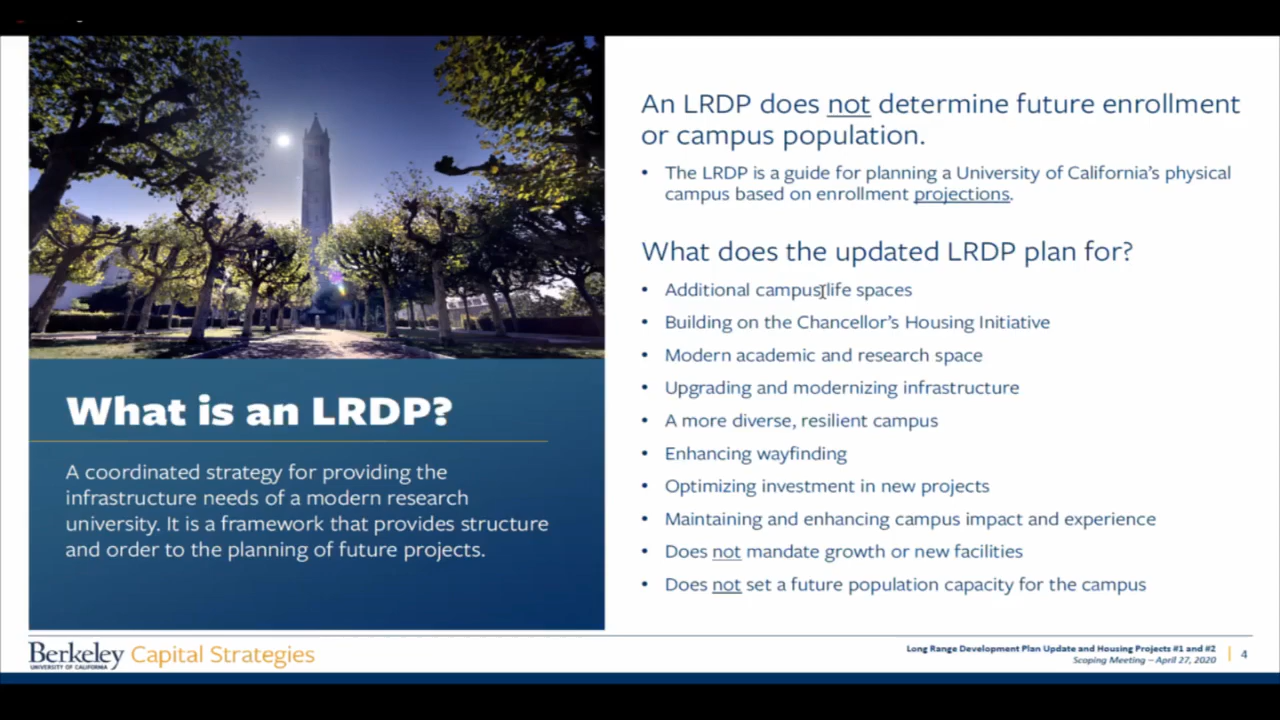 What is an LRDP?
A coordinated strategy for providing the
infrastructure needs of a modern research
university. It is a framework that provides structure
and order to the planning of future projects.
An LRDP does not determine future enrollment
or campus population.
• The LRDP is a guide for planning a University of California's physical
campus based on enrollment projections.
What does the updated LRDP plan for?
• Additional campus life spaces
• Building on the Chancellor's Housing Initiative
• Modern academic and research space
• Upgrading and modernizing infrastructure
• A more diverse, resilient campus
• Enhancing wayfinding
• Optimizing investment in new projects
• Maintaining and enhancing campus impact and experience
• Does not mandate growth or new facilities
• Does not set a future population capacity for the campus
Berkeley Capital Strategies
UNIVERSITY OF CALIFORNIA
Long Range Development Plan Update and Housing Projects #1 and #2
Scoping Meeting – April 27, 2020
4